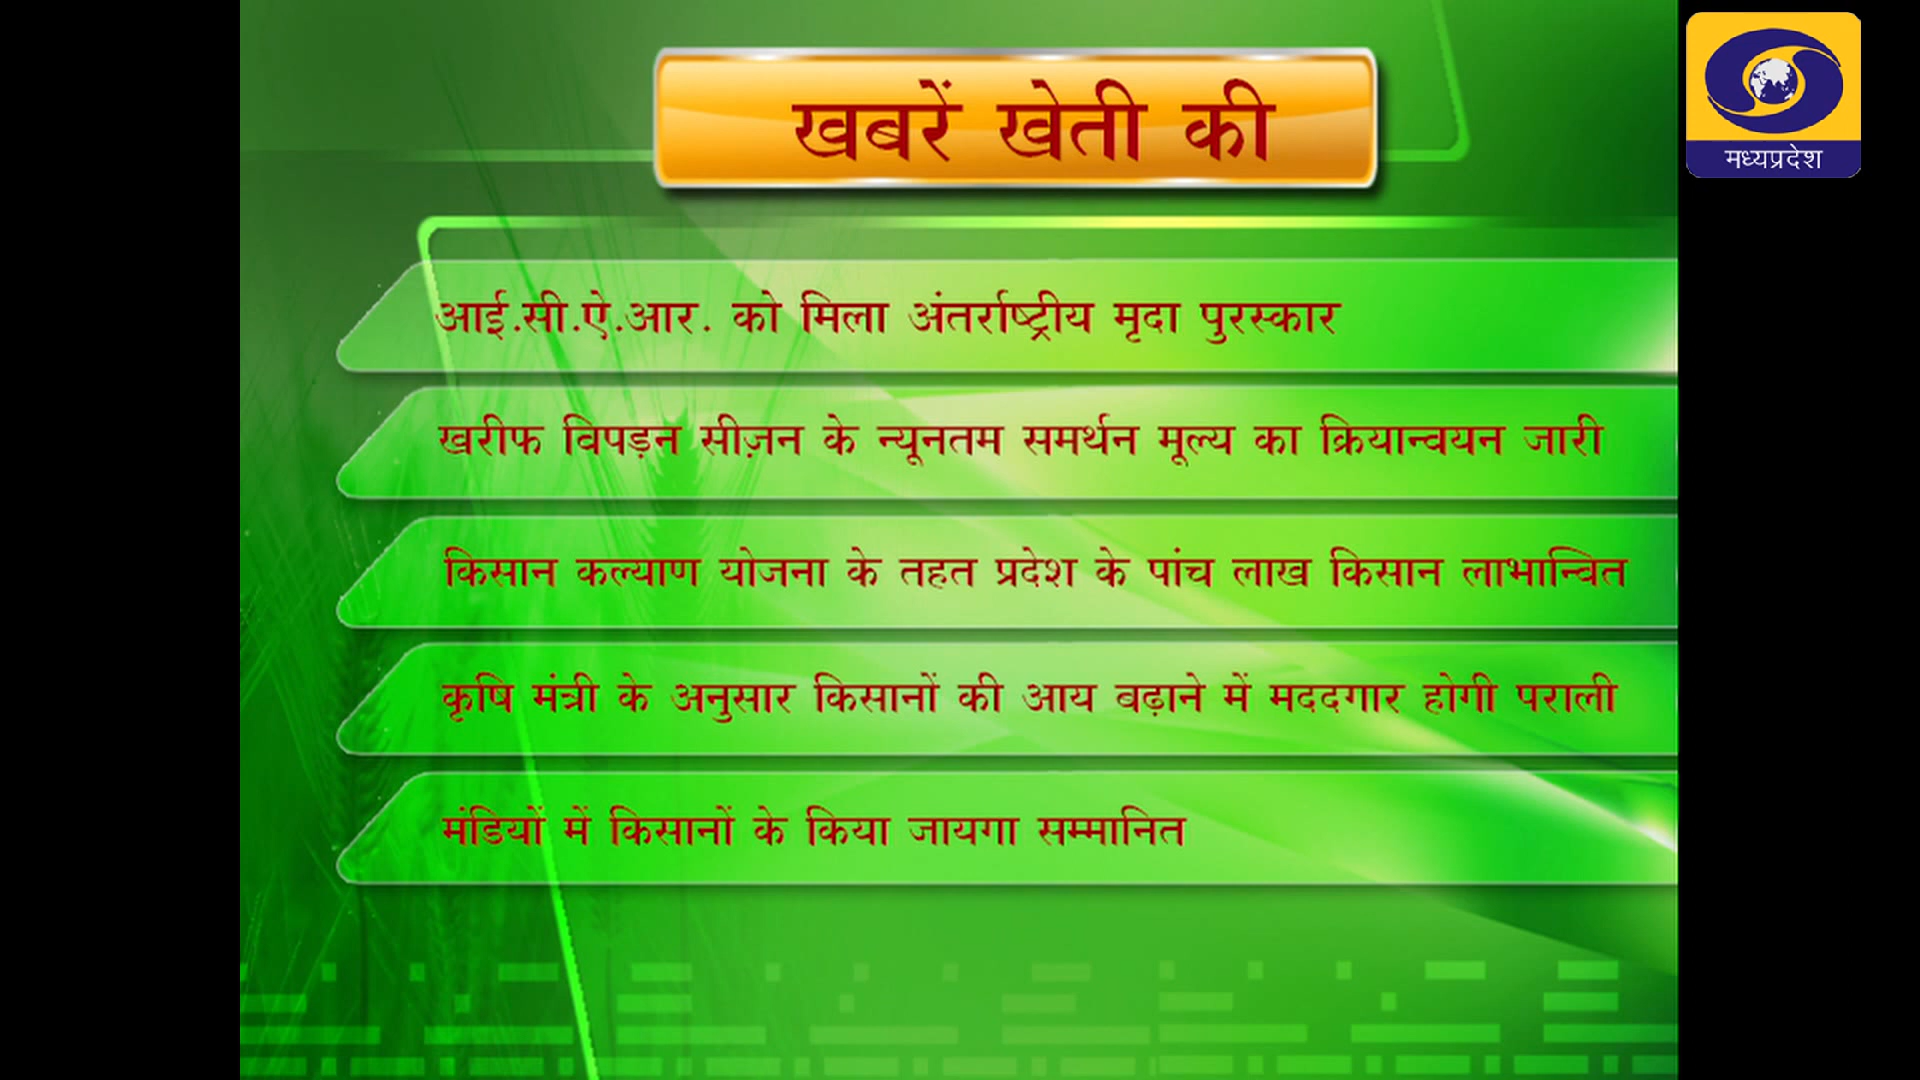 खबरें खेती की
मध्यप्रदेश
आई.सी.ऐ.आर. को मिला अंतर्राष्ट्रीय मृदा पुरस्कार
खरीफ विपड़न सीज़न के न्यूनतम समर्थन मूल्य का क्रियान्वयन जारी
किसान कल्याण योजना के तहत प्रदेश के पांच लाख किसान लाभान्वित
कृषि मंत्री के अनुसार किसानों की आय बढ़ाने में मददगार होगी पराली
मंडियों में किसानों के किया जायगा सम्मानित